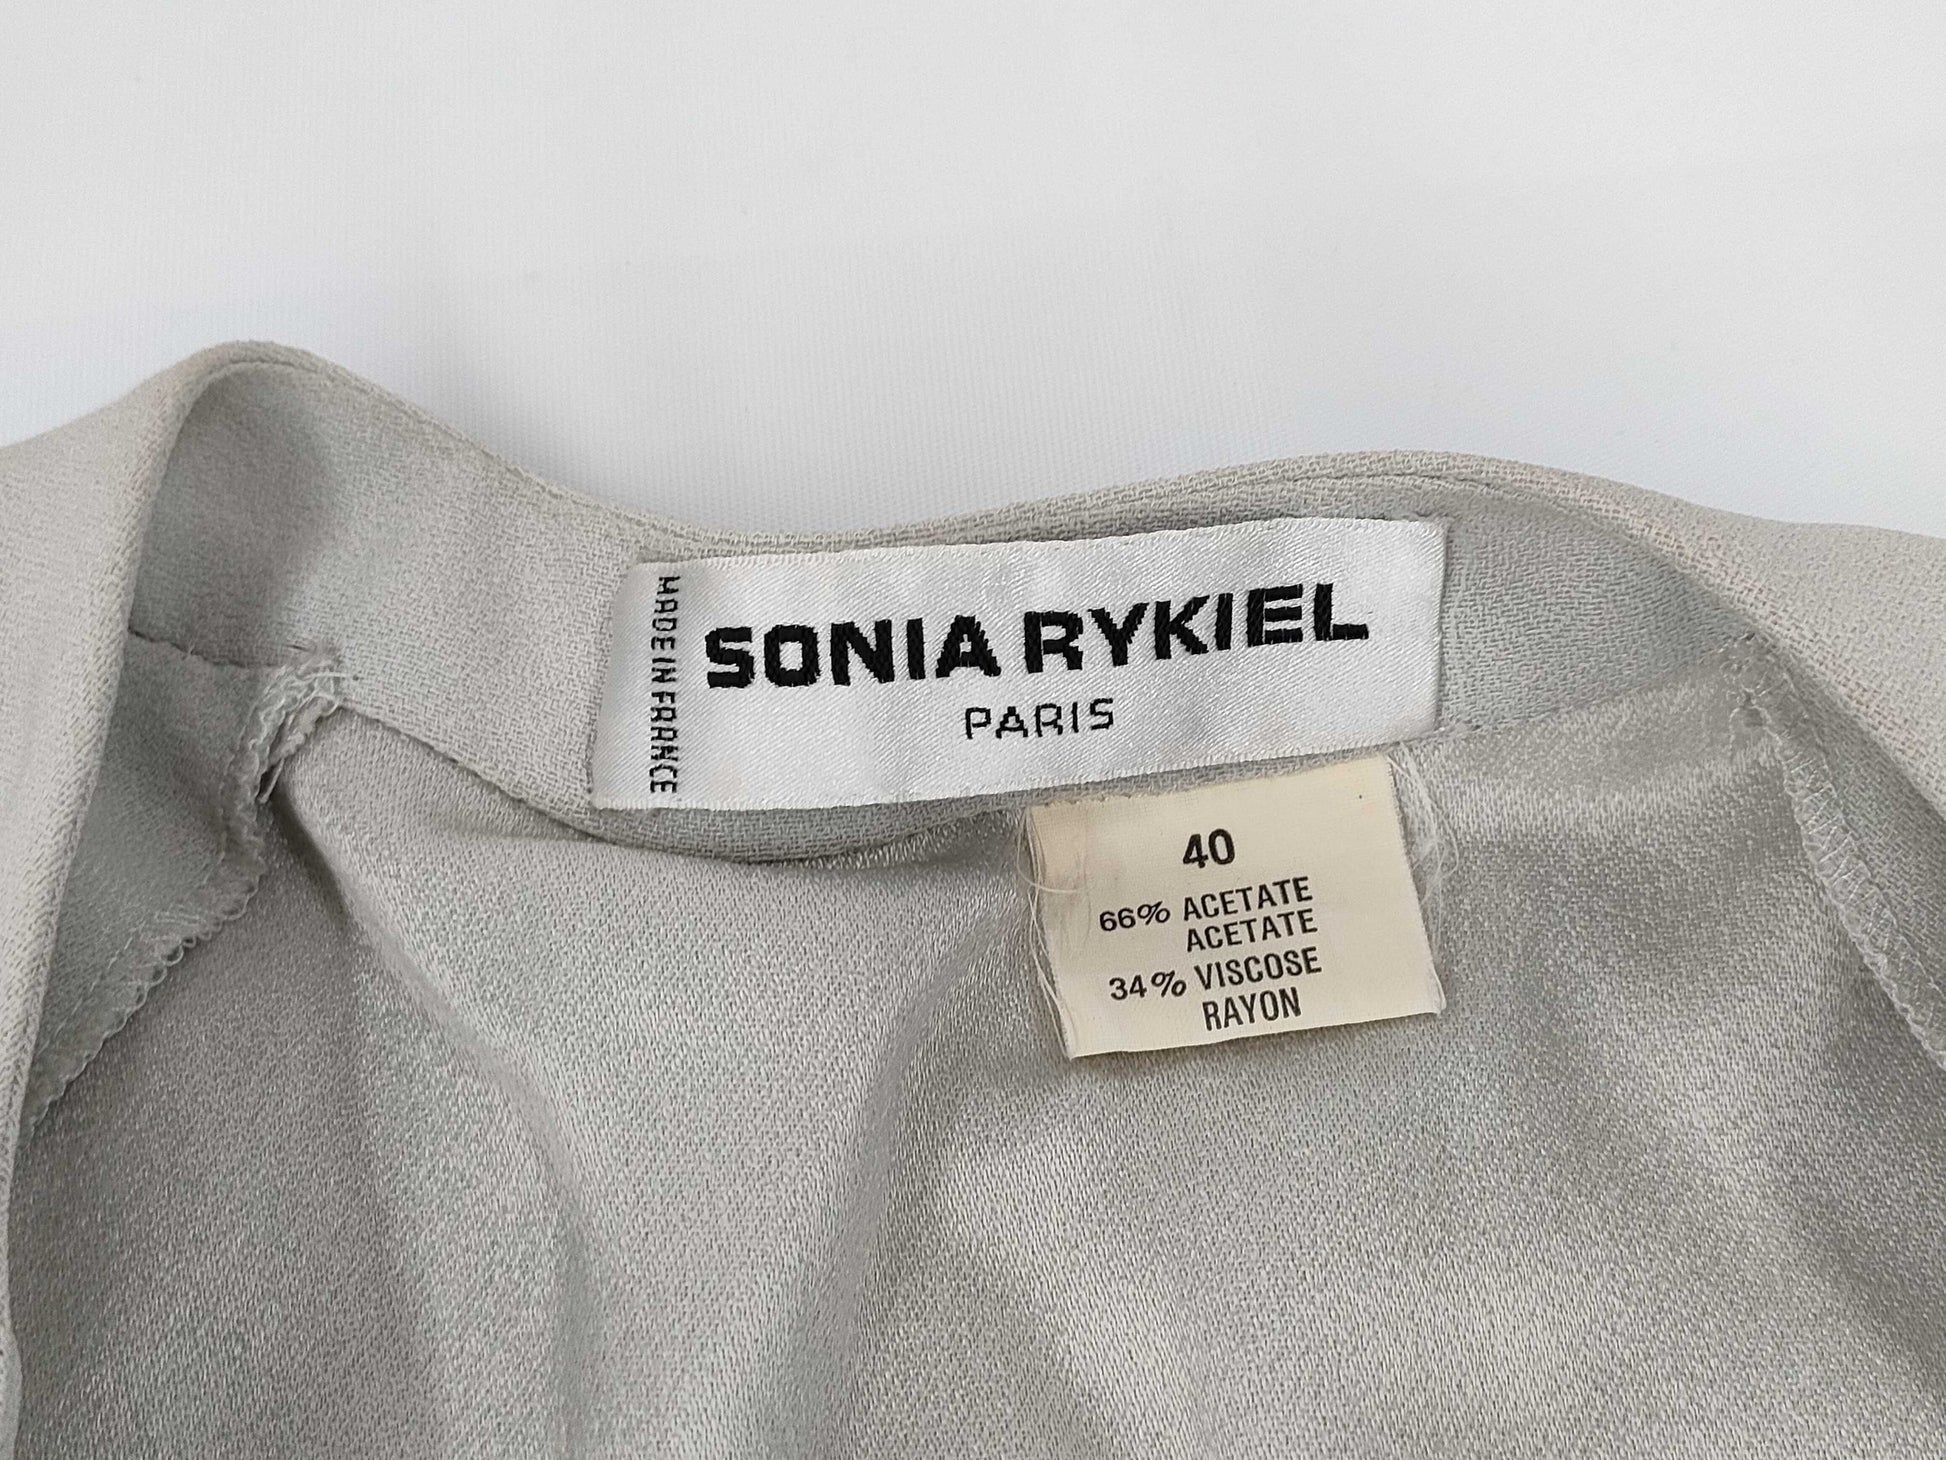 MADE IN FRANCE
SONIA RYKIEL
PARIS
40
66% ACETATE
ACETATE
34% VISCOSE
RAYON